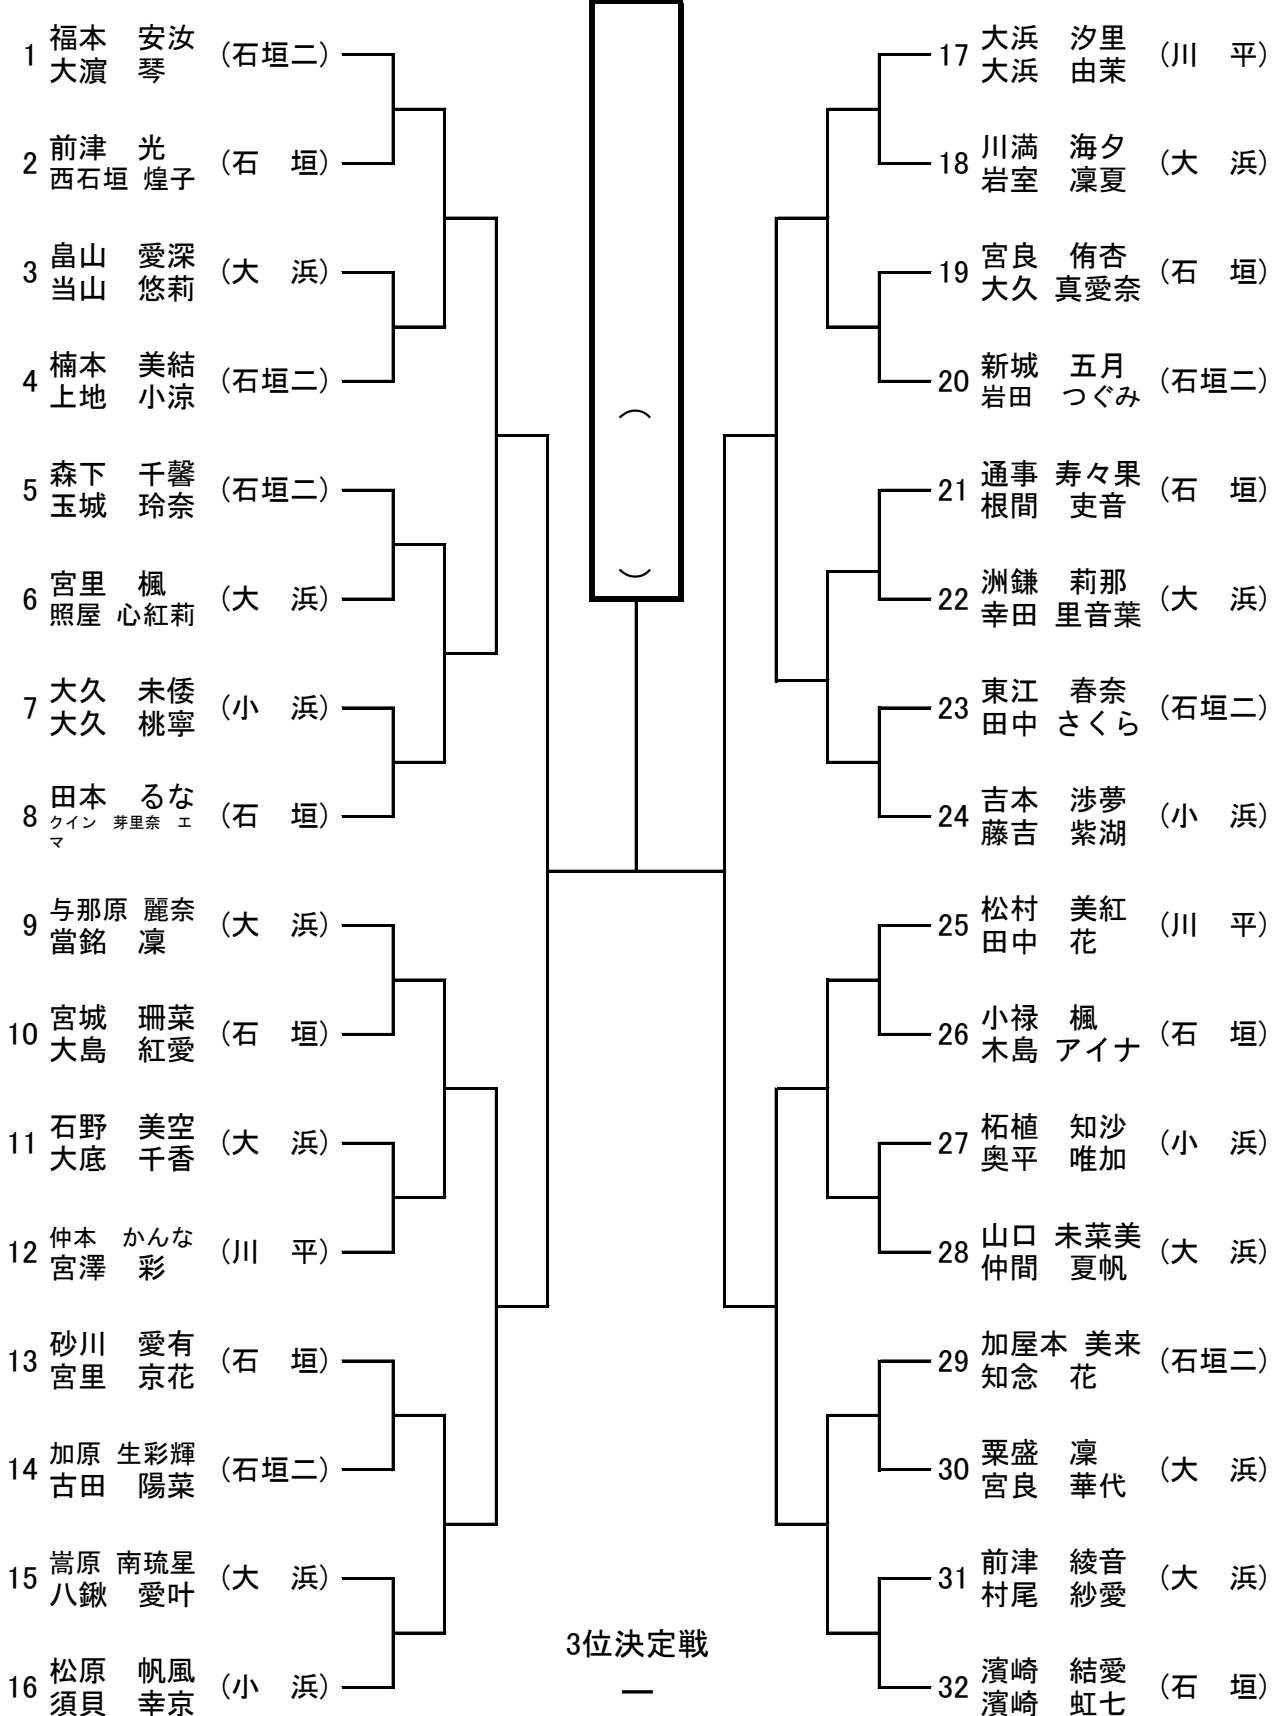 1 福本　安汝 (石垣二)
大濵　琴
2 前津　光 (石　垣)
西石垣 煌子
3 畠山　愛深 (大　浜)
当山　悠莉
4 楠本　美結 (石垣二)
上地　小涼
5 森下　千馨 (石垣二)
玉城　玲奈
6 宮里　楓 (大　浜)
照屋 心紅莉
7 大久　未倭 (小　浜)
大久　桃寧
8 田本　るな (石　垣)
クイン　芽里奈　エ
マ
9 与那原 麗奈 (大　浜)
當銘　凜
10 宮城　珊菜 (石　垣)
大島　紅愛
11 石野　美空 (大　浜)
大底　千香
12 仲本　かんな (川　平)
宮澤　彩
13 砂川　愛有 (石　垣)
宮里　京花
14 加原 生彩輝 (石垣二)
古田　陽菜
15 嵩原 南琉星 (大　浜)
八鍬　愛叶
16 松原　帆風 (小　浜)
須貝　幸京
(
)
3位決定戦
ー
17 大浜　汐里 (川　平)
大浜　由茉
18 川満　海夕 (大　浜)
岩室　凜夏
19 宮良　侑杏 (石　垣)
大久 真愛奈
20 新城　五月 (石垣二)
岩田　つぐみ
21 通事 寿々果 (石　垣)
根間　吏音
22 洲鎌　莉那 (大　浜)
幸田 里音葉
23 東江　春奈 (石垣二)
田中 さくら
24 吉本　渉夢 (小　浜)
藤吉　紫湖
25 松村　美紅 (川　平)
田中　花
26 小禄　楓 (石　垣)
木島 アイナ
27 柘植　知沙 (小　浜)
奥平　唯加
28 山口 未菜美 (大　浜)
仲間　夏帆
29 加屋本 美来 (石垣二)
知念　花
30 粟盛　凜 (大　浜)
宮良　華代
31 前津　綾音 (大　浜)
村尾　紗愛
32 濱崎　結愛 (石　垣)
濱崎　虹七